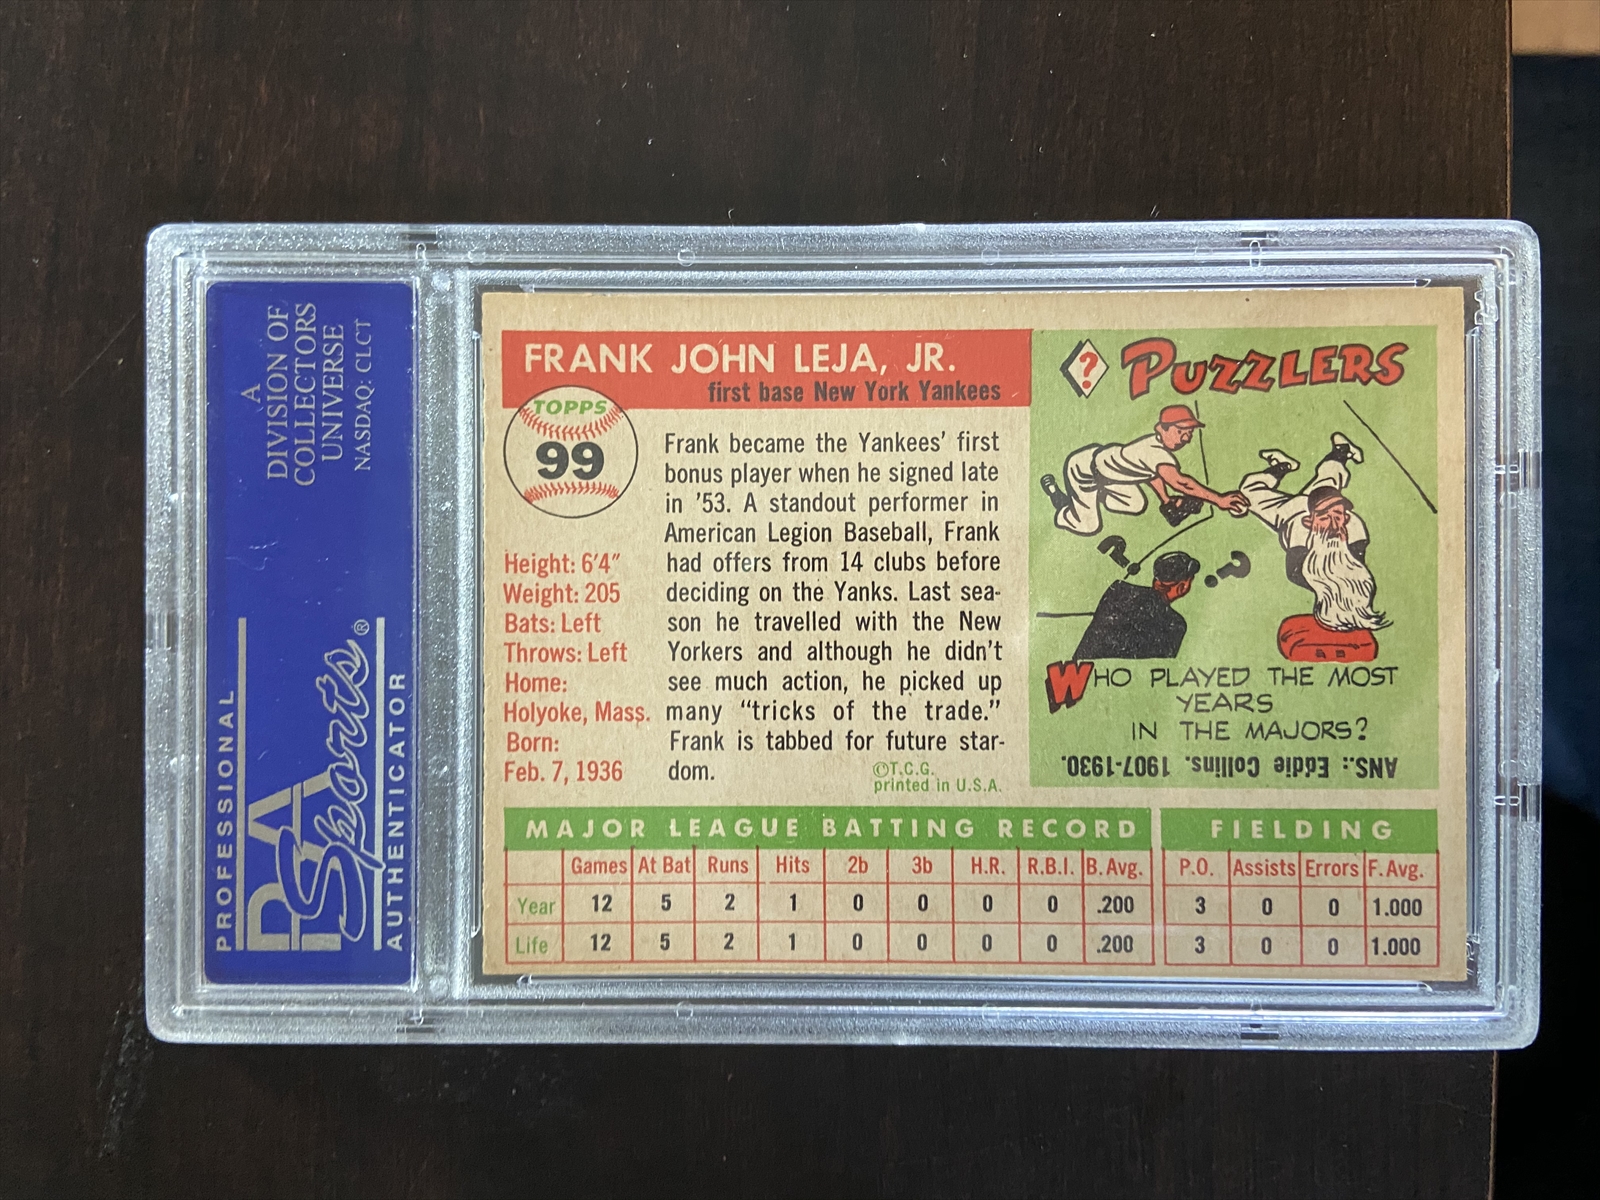 A
DIVISION OF
COLLECTORS
UNIVERSE
NASDAQ: CLCT
PROFESSIONAL
PSA
Sports®
AUTHENTICATOR
FRANK JOHN LEJA, JR.
first base New York Yankees
TOPPS
99
Height: 6'4"
Weight: 205
Bats: Left
Throws: Left
Home:
Holyoke, Mass.
Born:
Feb. 7, 1936
Frank became the Yankees' first
bonus player when he signed late
in '53. A standout performer in
American Legion Baseball, Frank
had offers from 14 clubs before
deciding on the Yanks. Last sea-
son he travelled with the New
Yorkers and although he didn't
see much action, he picked up
many "tricks of the trade."
Frank is tabbed for future star-
dom.
©T.C.G.
printed in U.S.A.
? PUZZLERS
? ?
WHO PLAYED THE MOST
YEARS
IN THE MAJORS?
ANS.: Eddie Collins. 1907-1930.
MAJOR LEAGUE BATTING RECORD FIELDING
Games At Bat Runs Hits 2b 3b H.R. R.B.I. B. Avg. P.O. Assists Errors F. Avg.
Year 12 5 2 1 0 0 0 0 .200 3 0 0 1.000
Life 12 5 2 1 0 0 0 0 .200 3 0 0 1.000